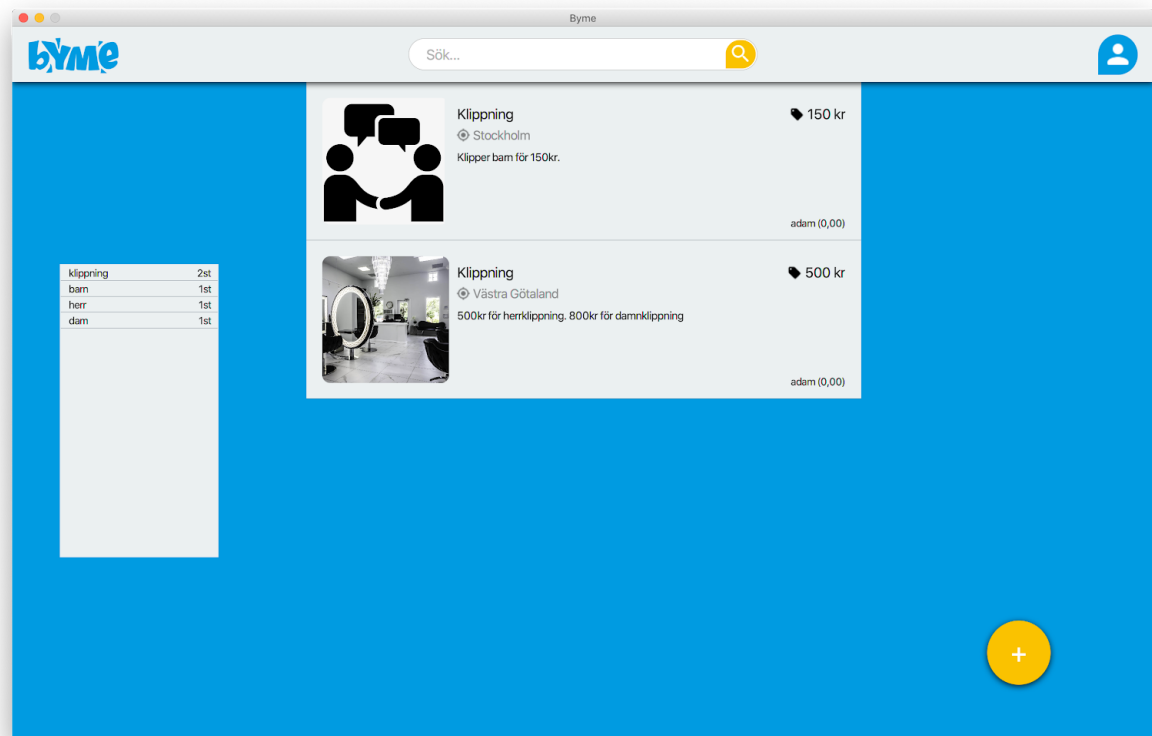 Byme
byme
Sök...
Klippning
150 kr
Stockholm
Klipper barn för 150kr.
adam (0,00)
klippning 2st
barn 1st
herr 1st
dam 1st
Klippning
500 kr
Västra Götaland
500kr för herrklippning. 800kr för damnklippning
adam (0,00)
+